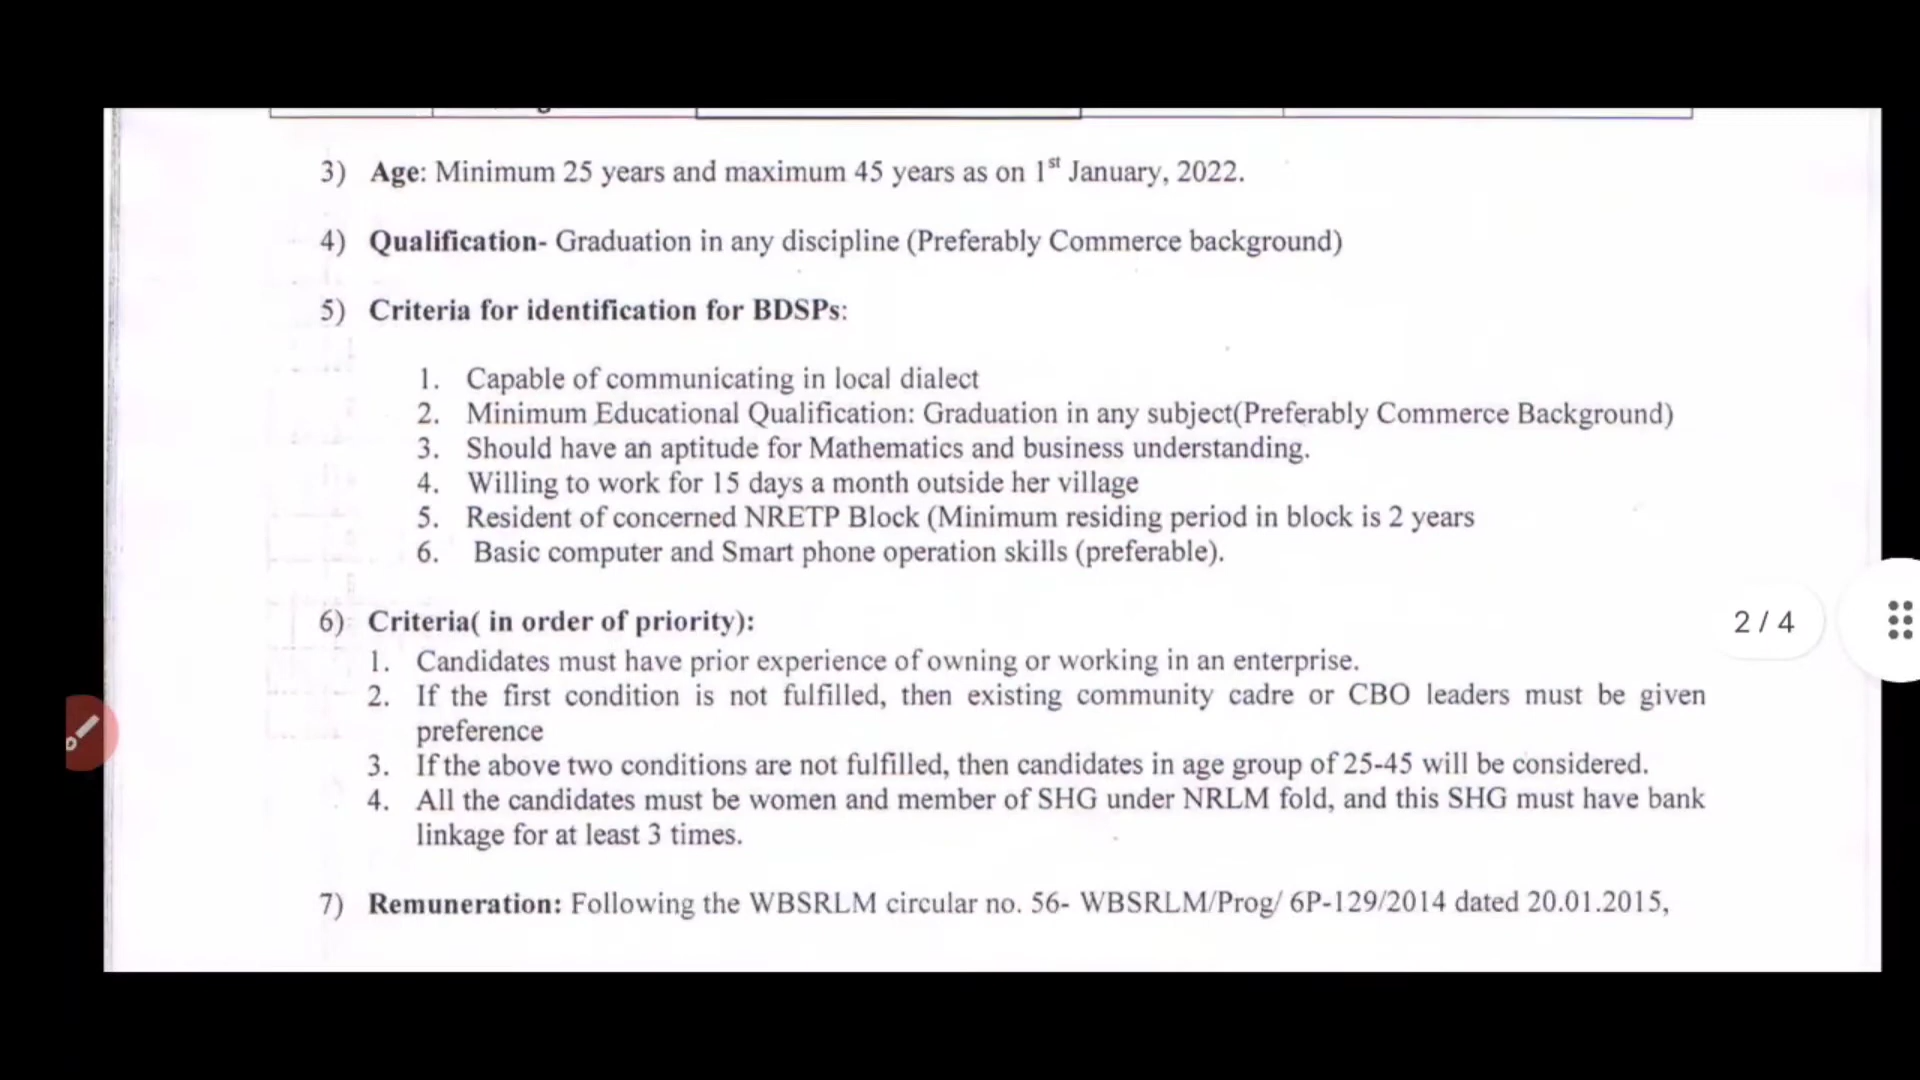 3) Age: Minimum 25 years and maximum 45 years as on 1st January, 2022.
4) Qualification- Graduation in any discipline (Preferably Commerce background)
5) Criteria for identification for BDSPs:
1. Capable of communicating in local dialect
2. Minimum Educational Qualification: Graduation in any subject(Preferably Commerce Background)
3. Should have an aptitude for Mathematics and business understanding.
4. Willing to work for 15 days a month outside her village
5. Resident of concerned NRETP Block (Minimum residing period in block is 2 years
6. Basic computer and Smart phone operation skills (preferable).
6) Criteria( in order of priority):
2 / 4
1. Candidates must have prior experience of owning or working in an enterprise.
2. If the first condition is not fulfilled, then existing community cadre or CBO leaders must be given
preference
3. If the above two conditions are not fulfilled, then candidates in age group of 25-45 will be considered.
4. All the candidates must be women and member of SHG under NRLM fold, and this SHG must have bank
linkage for at least 3 times.
7) Remuneration: Following the WBSRLM circular no. 56- WBSRLM/Prog/ 6P-129/2014 dated 20.01.2015,